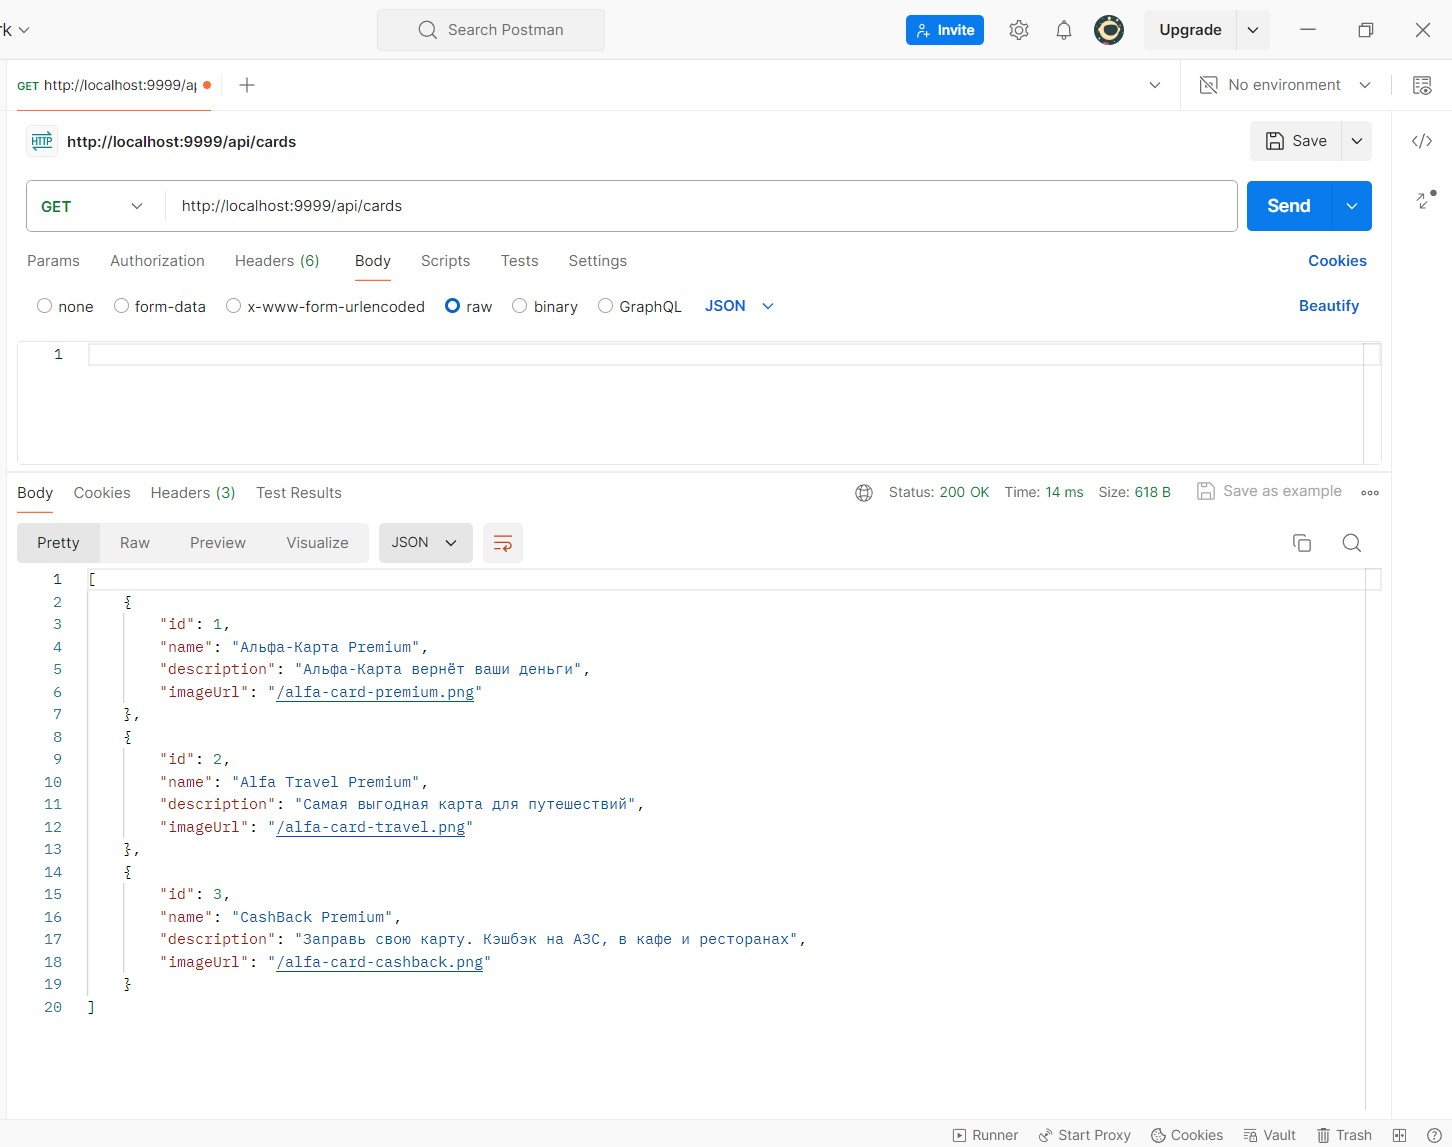 rk
Search Postman
Invite
Upgrade
GET http://localhost:9999/ap
No environment
HTTP http://localhost:9999/api/cards
Save
GET http://localhost:9999/api/cards
Send
Params Authorization Headers (6) Body Scripts Tests Settings Cookies
none form-data x-www-form-urlencoded raw binary GraphQL JSON Beautify
1
Body Cookies Headers (3) Test Results Status: 200 OK Time: 14 ms Size: 618 B Save as example
Pretty Raw Preview Visualize JSON
1 [
2 {
3 "id": 1,
4 "name": "Альфа-Карта Premium",
5 "description": "Альфа-Карта вернёт ваши деньги",
6 "imageUrl": "/alfa-card-premium.png"
7 },
8 {
9 "id": 2,
10 "name": "Alfa Travel Premium",
11 "description": "Самая выгодная карта для путешествий",
12 "imageUrl": "/alfa-card-travel.png"
13 },
14 {
15 "id": 3,
16 "name": "CashBack Premium",
17 "description": "Заправь свою карту. Кэшбэк на АЗС, в кафе и ресторанах",
18 "imageUrl": "/alfa-card-cashback.png"
19 }
20 ]
Runner Start Proxy Cookies Vault Trash